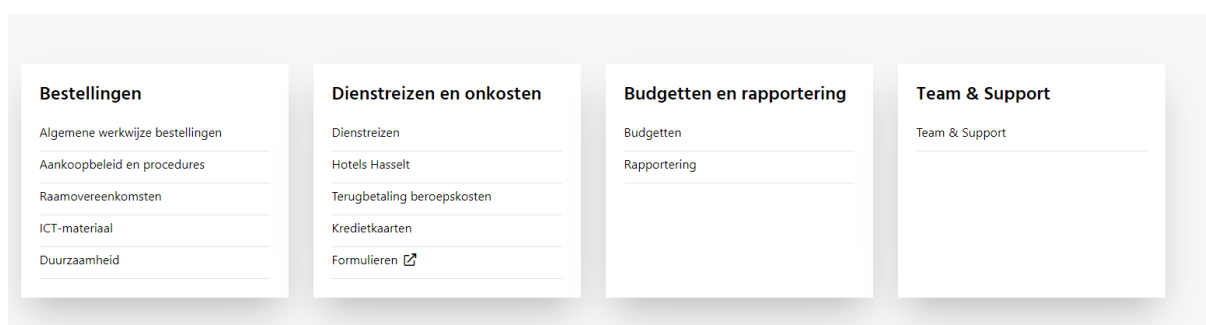 Bestellingen
Algemene werkwijze bestellingen
Aankoopbeleid en procedures
Raamovereenkomsten
ICT-materiaal
Duurzaamheid
Dienstreizen en onkosten
Dienstreizen
Hotels Hasselt
Terugbetaling beroepskosten
Kredietkaarten
Formulieren
Budgetten en rapportering
Budgetten
Rapportering
Team & Support
Team & Support